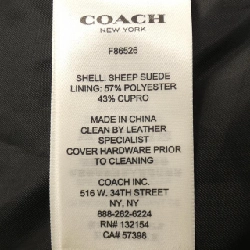 COACH
NEW YORK
F86526
SHELL: SHEEP SUEDE
LINING: 57% POLYESTER
43% CUPRO
MADE IN CHINA
CLEAN BY LEATHER
SPECIALIST
COVER HARDWARE PRIOR
TO CLEANING
COACH INC.
516 W. 34TH STREET
NY, NY
888-262-6224
RN# 132154
CA# 57398